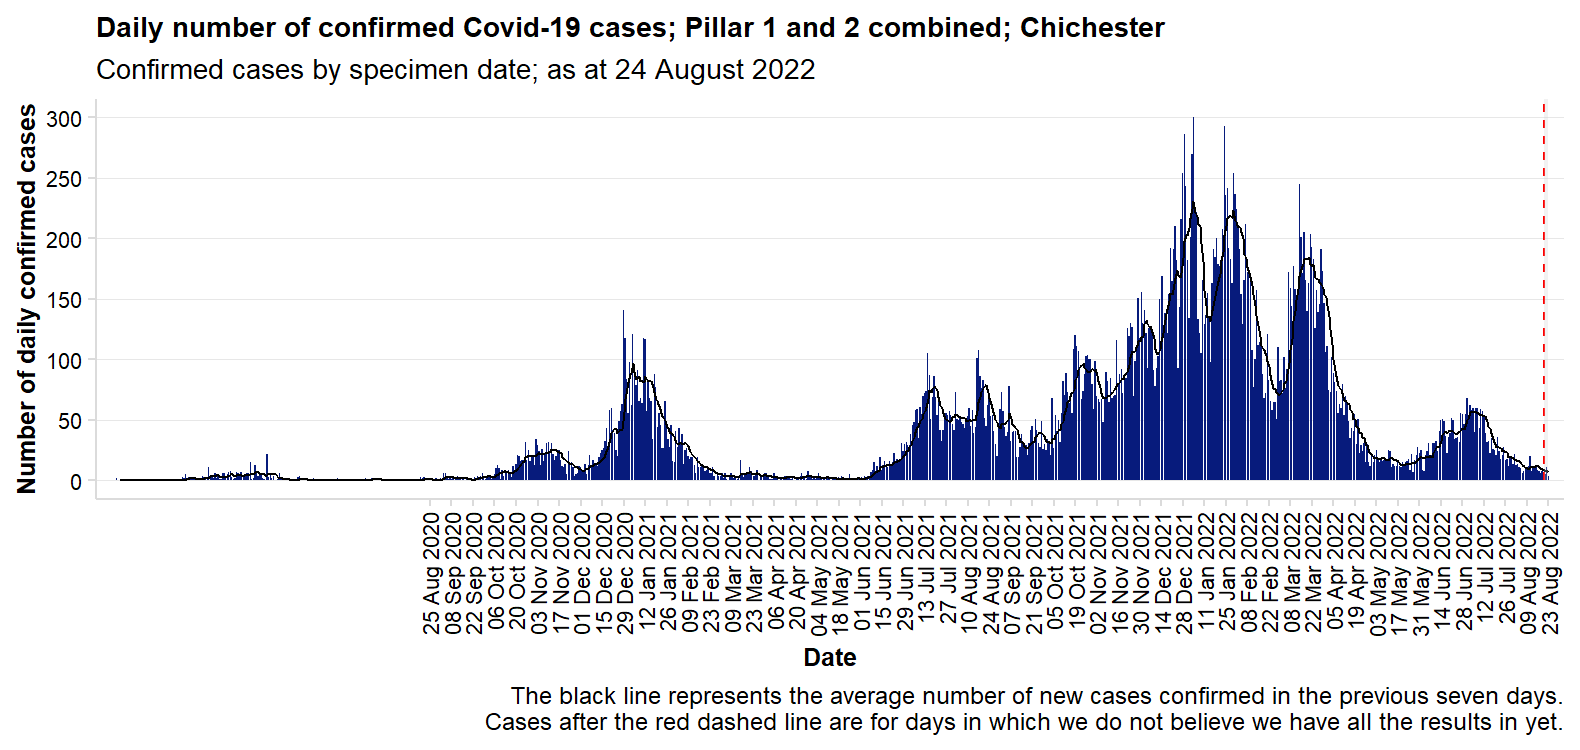 Daily number of confirmed Covid-19 cases; Pillar 1 and 2 combined; Chichester
Confirmed cases by specimen date; as at 24 August 2022
Number of daily confirmed cases
300
250
200
150
100
50
0
25 Aug 2020
08 Sep 2020
22 Sep 2020
06 Oct 2020
20 Oct 2020
03 Nov 2020
17 Nov 2020
01 Dec 2020
15 Dec 2020
29 Dec 2020
12 Jan 2021
26 Jan 2021
09 Feb 2021
23 Feb 2021
09 Mar 2021
23 Mar 2021
06 Apr 2021
20 Apr 2021
04 May 2021
18 May 2021
01 Jun 2021
15 Jun 2021
29 Jun 2021
13 Jul 2021
27 Jul 2021
10 Aug 2021
24 Aug 2021
07 Sep 2021
21 Sep 2021
05 Oct 2021
19 Oct 2021
02 Nov 2021
16 Nov 2021
30 Nov 2021
14 Dec 2021
28 Dec 2021
11 Jan 2022
25 Jan 2022
08 Feb 2022
22 Feb 2022
08 Mar 2022
22 Mar 2022
05 Apr 2022
19 Apr 2022
03 May 2022
17 May 2022
31 May 2022
14 Jun 2022
28 Jun 2022
12 Jul 2022
26 Jul 2022
09 Aug 2022
23 Aug 2022
Date
The black line represents the average number of new cases confirmed in the previous seven days.
Cases after the red dashed line are for days in which we do not believe we have all the results in yet.